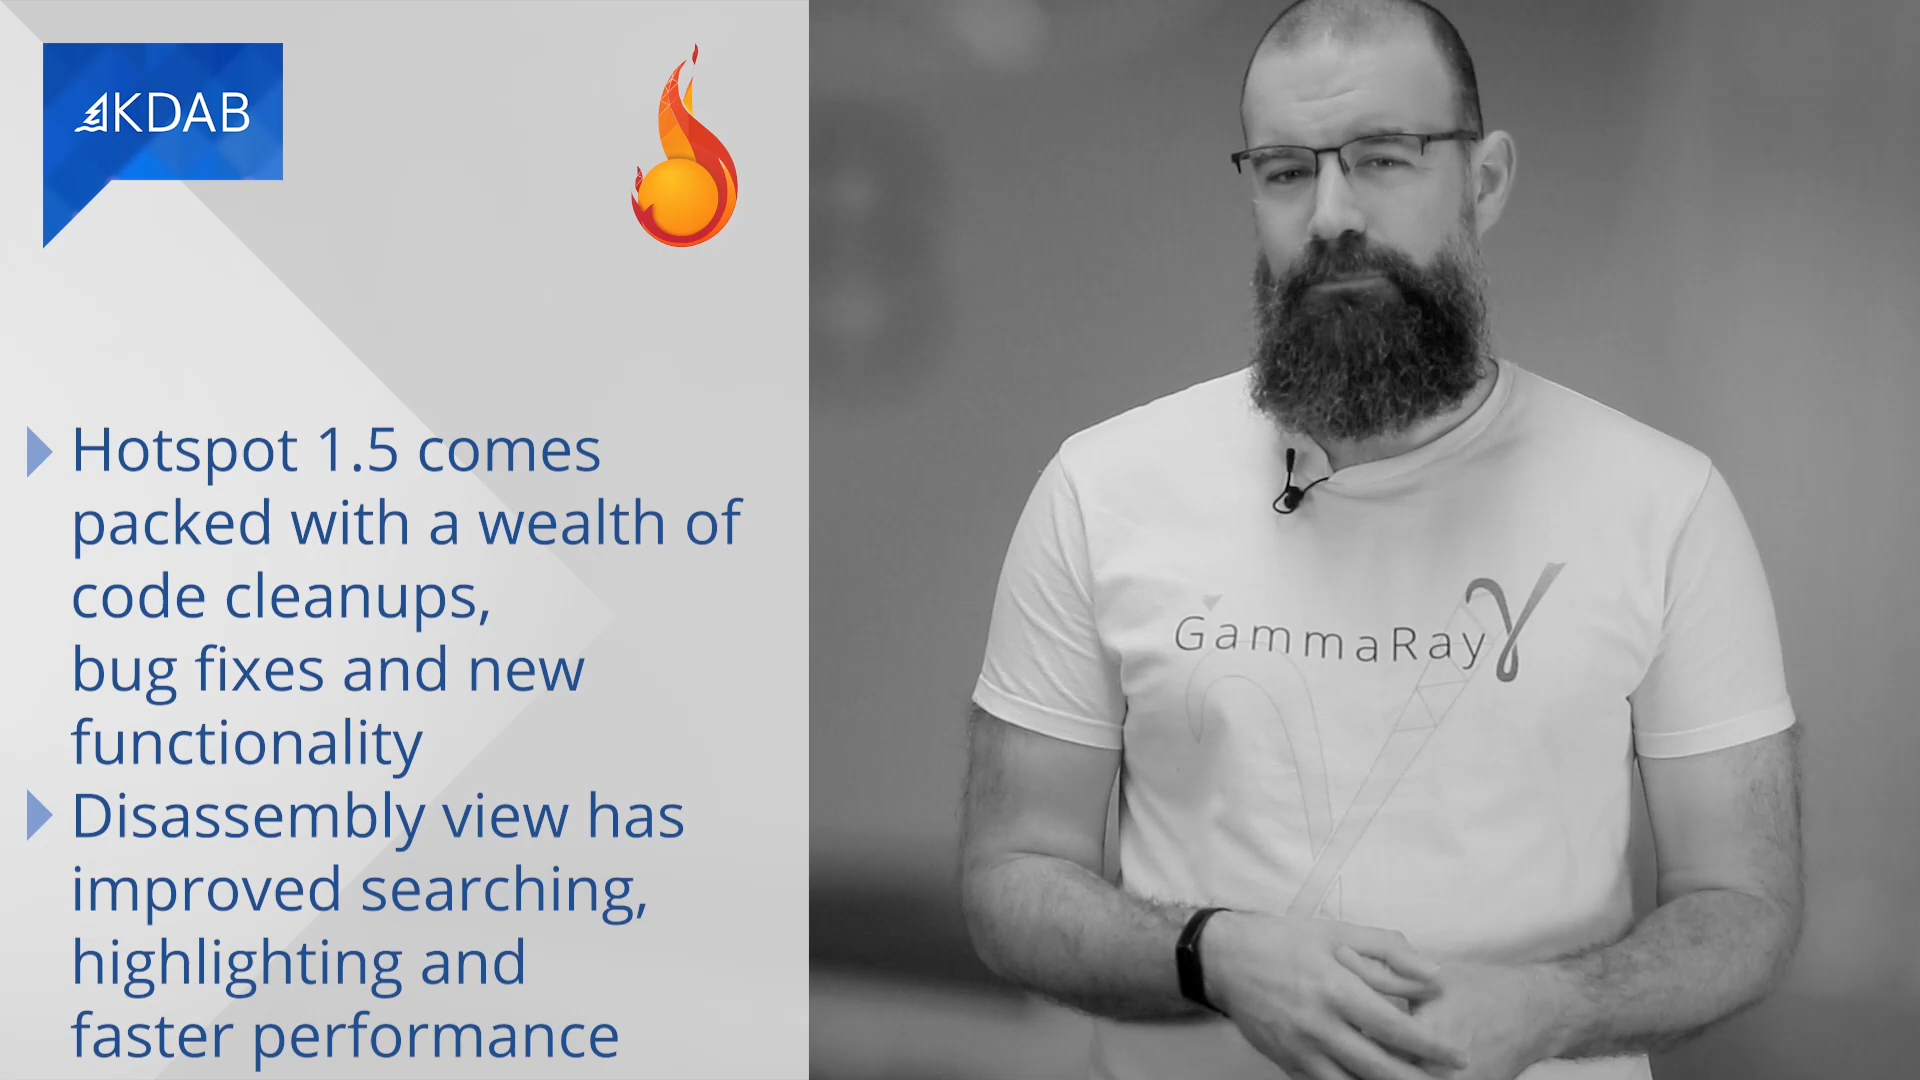 KDAB
Hotspot 1.5 comes
packed with a wealth of
code cleanups,
bug fixes and new
functionality
Disassembly view has
improved searching,
highlighting and
faster performance
GammaRay γ